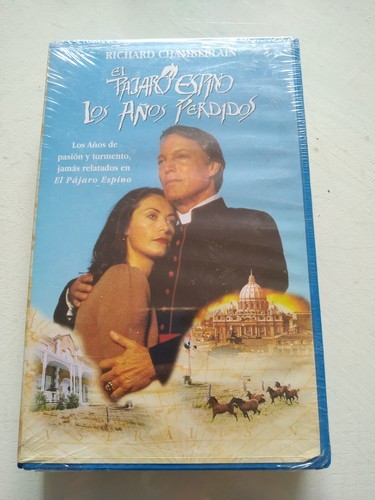 RICHARD CHAMBERLAIN
EL
PÁJARO ESPINO
LOS AÑOS PERDIDOS
Los Años de
pasión y tormento,
jamás relatados en
El Pájaro Espino